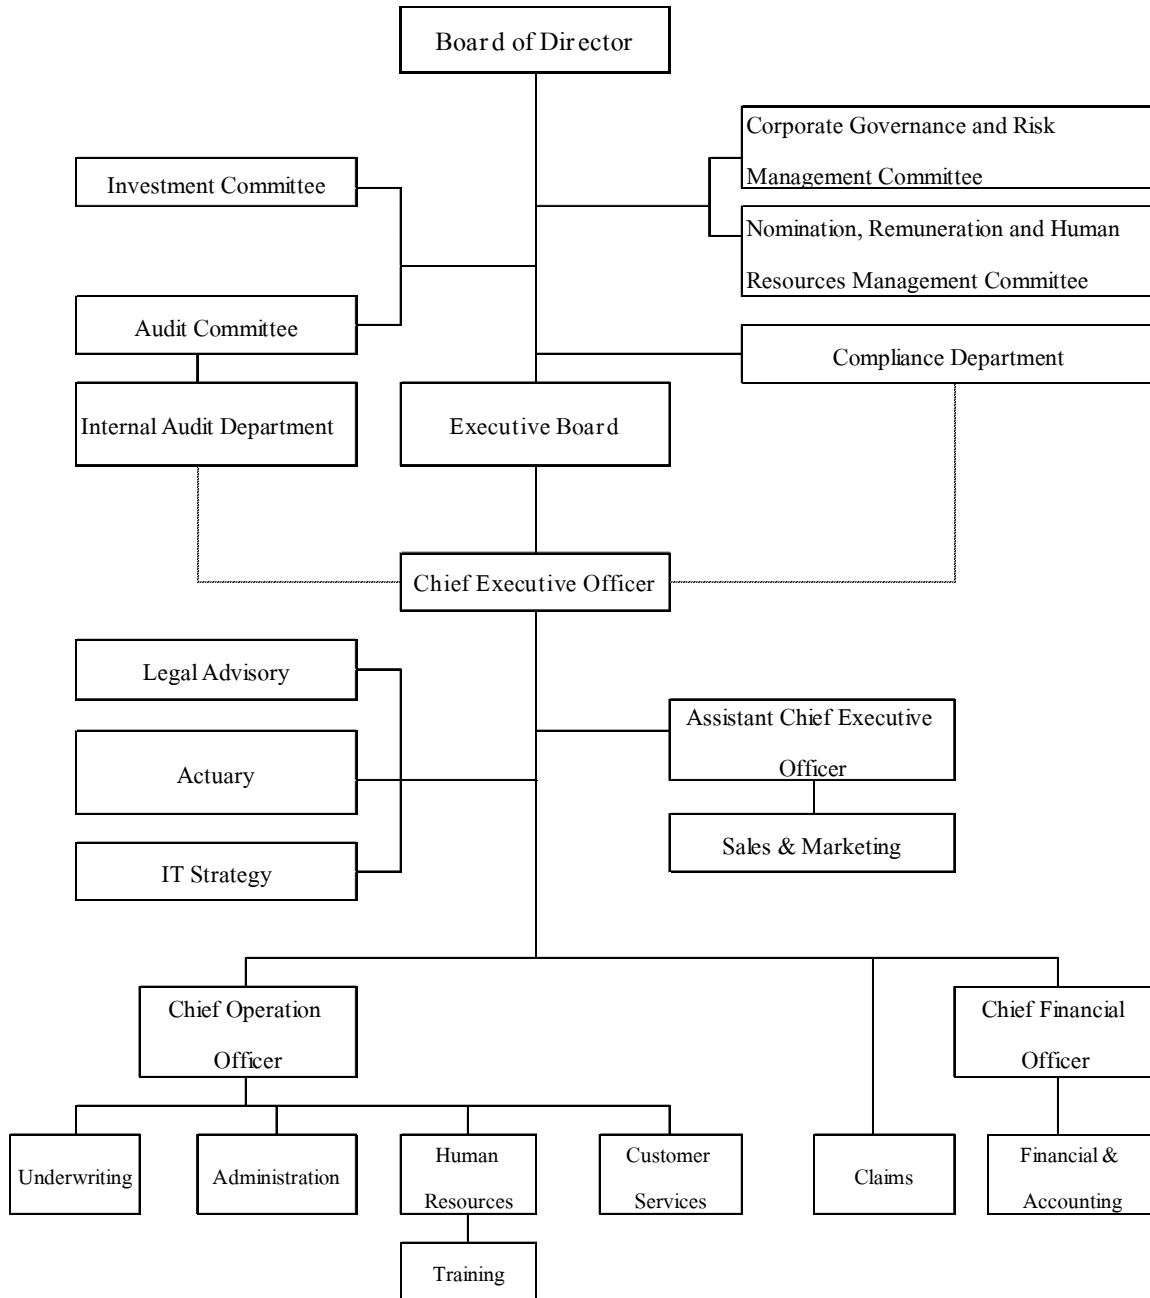 Board of Director
Corporate Governance and Risk
Management Committee
Investment Committee
Nomination, Remuneration and Human
Resources Management Committee
Audit Committee
Compliance Department
Internal Audit Department
Executive Board
Chief Executive Officer
Legal Advisory
Assistant Chief Executive
Officer
Actuary
Sales & Marketing
IT Strategy
Chief Operation
Officer
Chief Financial
Officer
Underwriting
Administration
Human
Resources
Customer
Services
Claims
Financial &
Accounting
Training